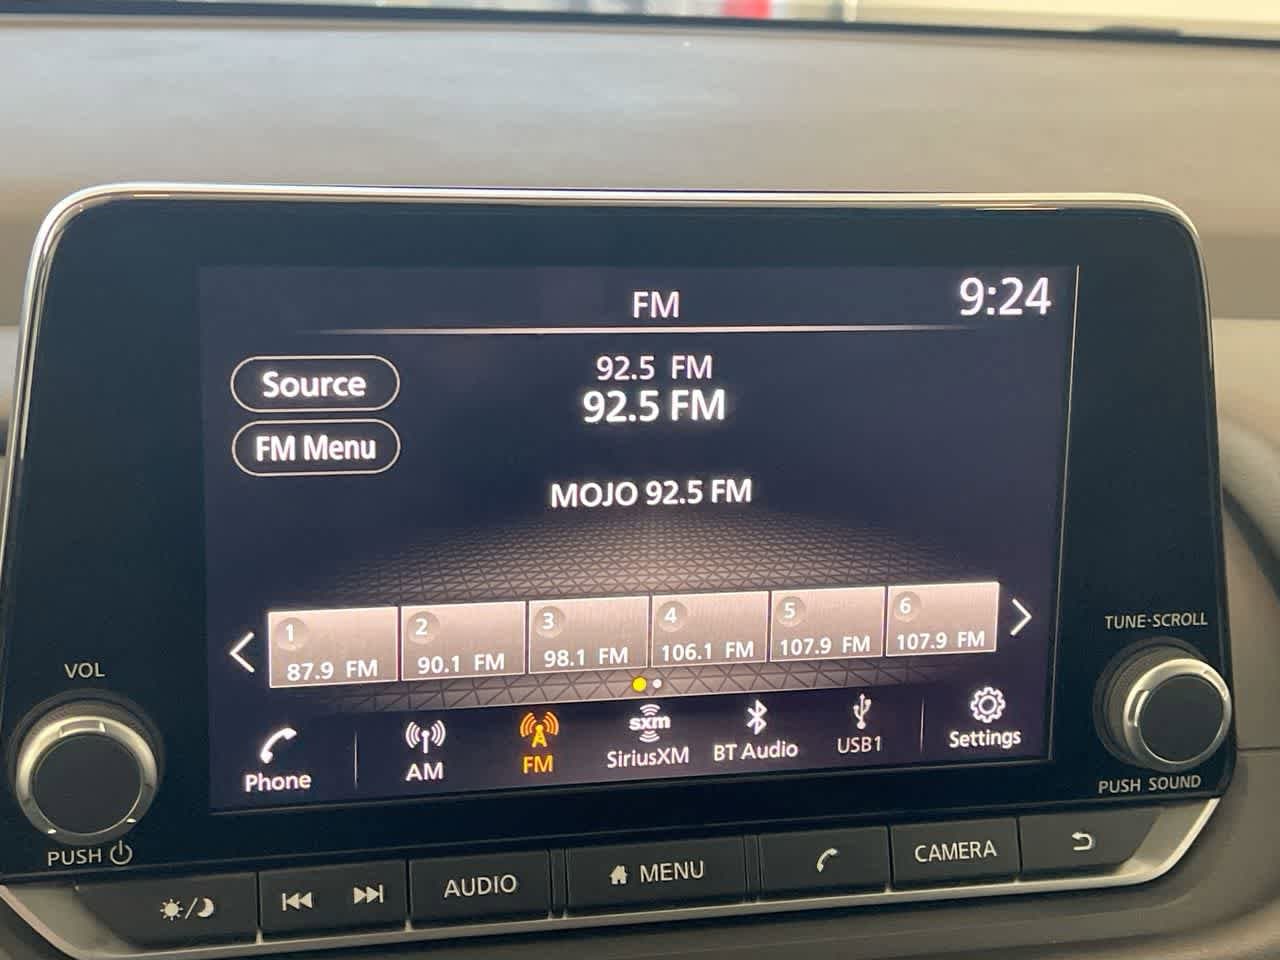 FM
9:24
Source
92.5 FM
92.5 FM
FM Menu
MOJO 92.5 FM
1
87.9 FM
2
90.1 FM
3
98.1 FM
4
106.1 FM
5
107.9 FM
6
107.9 FM
Phone
AM
FM
sxm
SiriusXM
BT Audio
USB1
Settings
VOL
PUSH
TUNE·SCROLL
PUSH SOUND
AUDIO
MENU
CAMERA